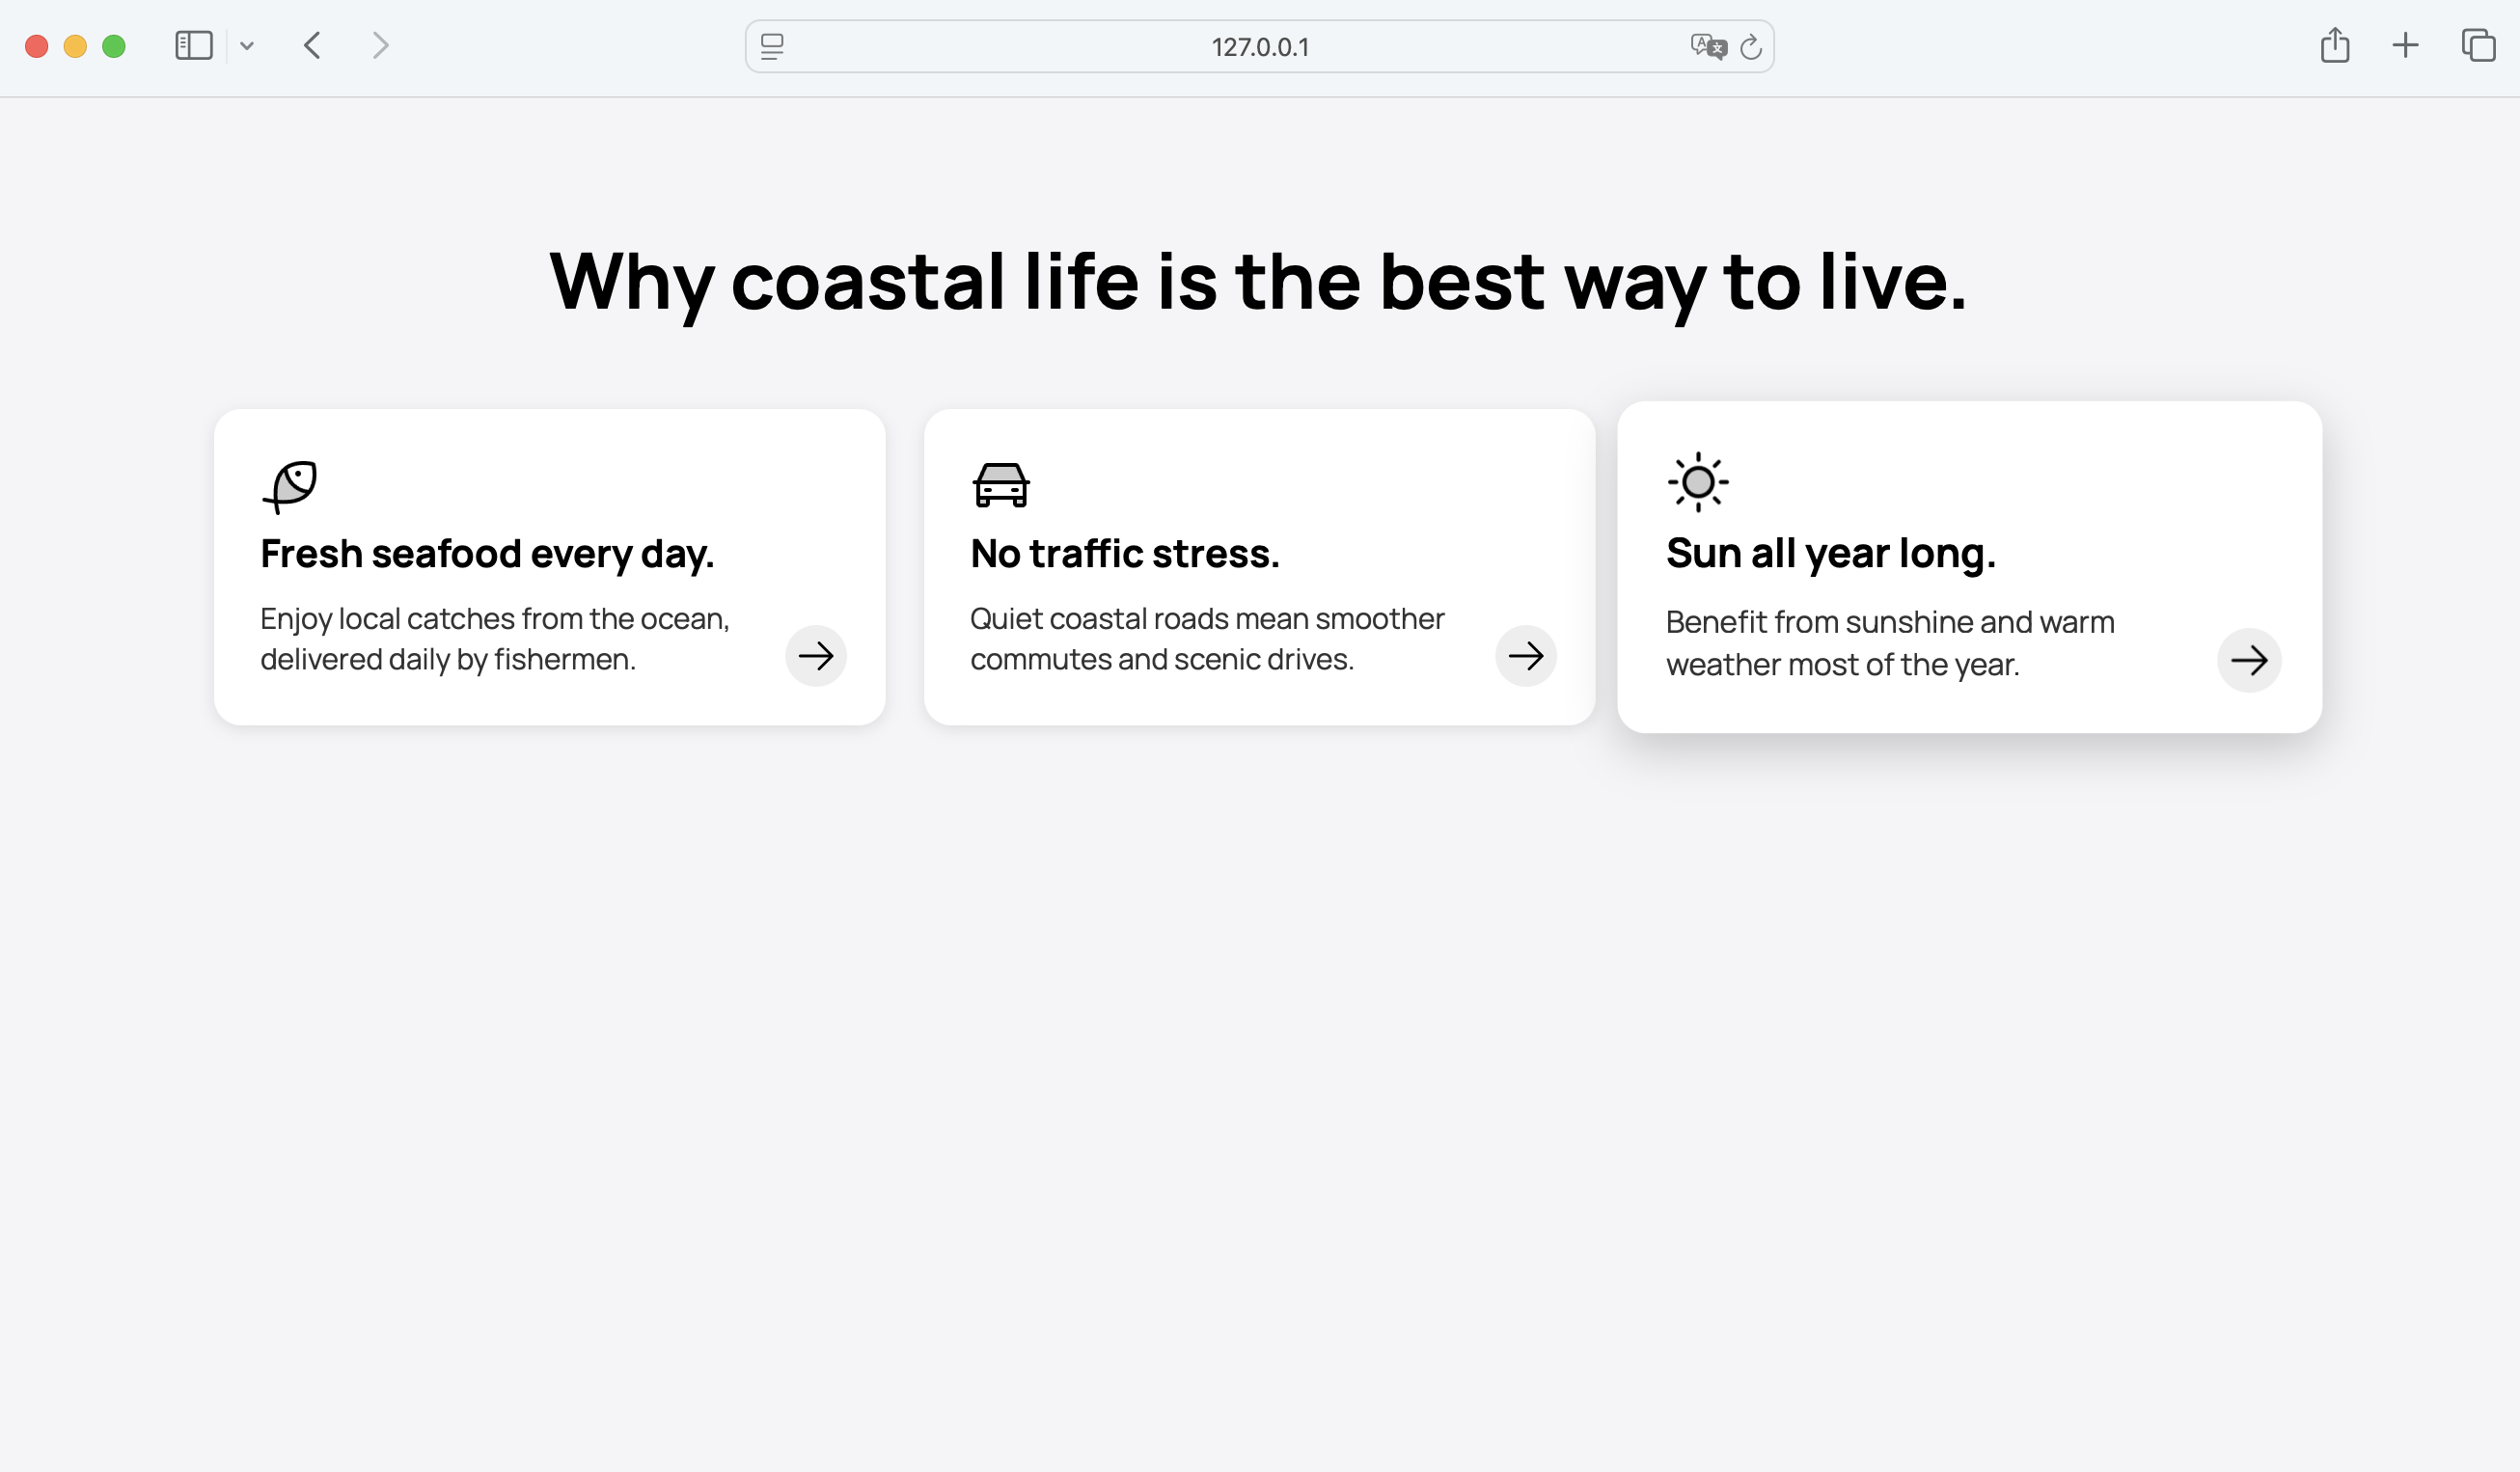 127.0.0.1
Why coastal life is the best way to live.
Fresh seafood every day.
Enjoy local catches from the ocean,
delivered daily by fishermen.
No traffic stress.
Quiet coastal roads mean smoother
commutes and scenic drives.
Sun all year long.
Benefit from sunshine and warm
weather most of the year.